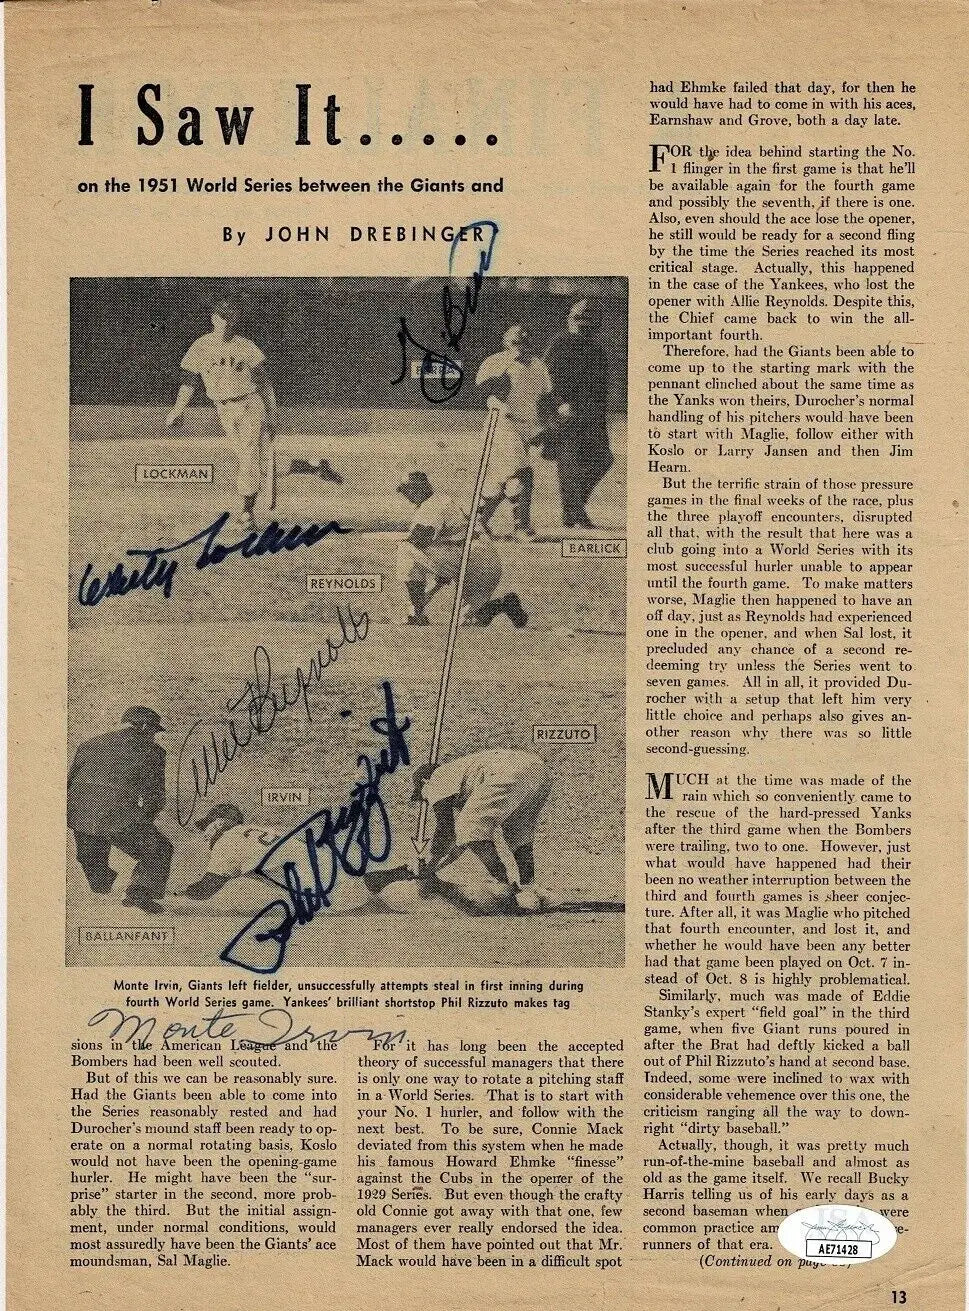 I Saw It.....
on the 1951 World Series between the Giants and
By JOHN DREBINGER
BERRA
LOCKMAN
BARLICK
REYNOLDS
Whitey Lockman
Allie Reynolds
RIZZUTO
IRVIN
Phil Rizzuto
BALLANFANT
Monte Irvin, Giants left fielder, unsuccessfully attempts steal in first inning during
fourth World Series game. Yankees' brilliant shortstop Phil Rizzuto makes tag
Monte Irvin
sions in the American League and the
Bombers had been well scouted.
But of this we can be reasonably sure.
Had the Giants been able to come into
the Series reasonably rested and had
Durocher's mound staff been ready to op-
erate on a normal rotating basis, Koslo
would not have been the opening-game
hurler. He might have been the "sur-
prise" starter in the second, more prob-
ably the third. But the initial assign-
ment, under normal conditions, would
most assuredly have been the Giants' ace
moundsman, Sal Maglie.
For it has long been the accepted
theory of successful managers that there
is only one way to rotate a pitching staff
in a World Series. That is to start with
your No. 1 hurler, and follow with the
next best. To be sure, Connie Mack
deviated from this system when he made
his famous Howard Ehmke "finesse"
against the Cubs in the opener of the
1929 Series. But even though the crafty
old Connie got away with that one, few
managers ever really endorsed the idea.
Most of them have pointed out that Mr.
Mack would have been in a difficult spot
had Ehmke failed that day, for then he
would have had to come in with his aces,
Earnshaw and Grove, both a day late.
FOR the idea behind starting the No.
1 flinger in the first game is that he'll
be available again for the fourth game
and possibly the seventh, if there is one.
Also, even should the ace lose the opener,
he still would be ready for a second fling
by the time the Series reached its most
critical stage. Actually, this happened
in the case of the Yankees, who lost the
opener with Allie Reynolds. Despite this,
the Chief came back to win the all-
important fourth.
Therefore, had the Giants been able to
come up to the starting mark with the
pennant clinched about the same time as
the Yanks won theirs, Durocher's normal
handling of his pitchers would have been
to start with Maglie, follow either with
Koslo or Larry Jansen and then Jim
Hearn.
But the terrific strain of those pressure
games in the final weeks of the race, plus
the three playoff encounters, disrupted
all that, with the result that here was a
club going into a World Series with its
most successful hurler unable to appear
until the fourth game. To make matters
worse, Maglie then happened to have an
off day, just as Reynolds had experienced
one in the opener, and when Sal lost, it
precluded any chance of a second re-
deeming try unless the Series went to
seven games. All in all, it provided Du-
rocher with a setup that left him very
little choice and perhaps also gives an-
other reason why there was so little
second-guessing.
MUCH at the time was made of the
rain which so conveniently came to
the rescue of the hard-pressed Yanks
after the third game when the Bombers
were trailing, two to one. However, just
what would have happened had their
been no weather interruption between the
third and fourth games is sheer conjec-
ture. After all, it was Maglie who pitched
that fourth encounter, and lost it, and
whether he would have been any better
had that game been played on Oct. 7 in-
stead of Oct. 8 is highly problematical.
Similarly, much was made of Eddie
Stanky's expert "field goal" in the third
game, when five Giant runs poured in
after the Brat had deftly kicked a ball
out of Phil Rizzuto's hand at second base.
Indeed, some were inclined to wax with
considerable vehemence over this one, the
criticism ranging all the way to down-
right "dirty baseball."
Actually, though, it was pretty much
run-of-the-mine baseball and almost as
old as the game itself. We recall Bucky
Harris telling us of his early days as a
second baseman when were
common practice
runners of that era.
(Continued on page
AE71428
13